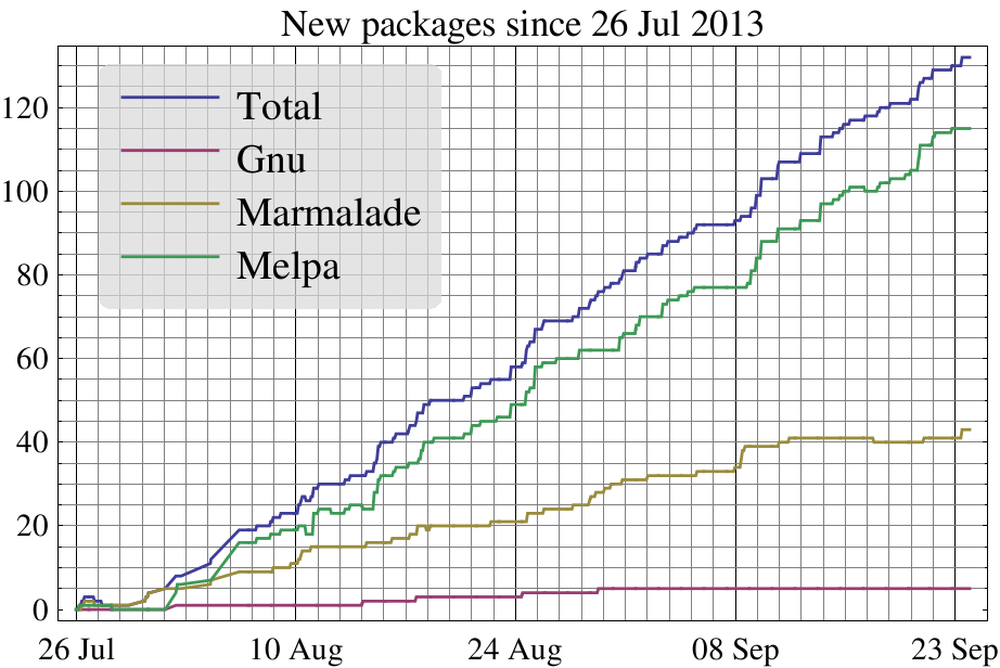 New packages since 26 Jul 2013
Total
Gnu
Marmalade
Melpa
120
100
80
60
40
20
0
26 Jul 10 Aug 24 Aug 08 Sep 23 Sep